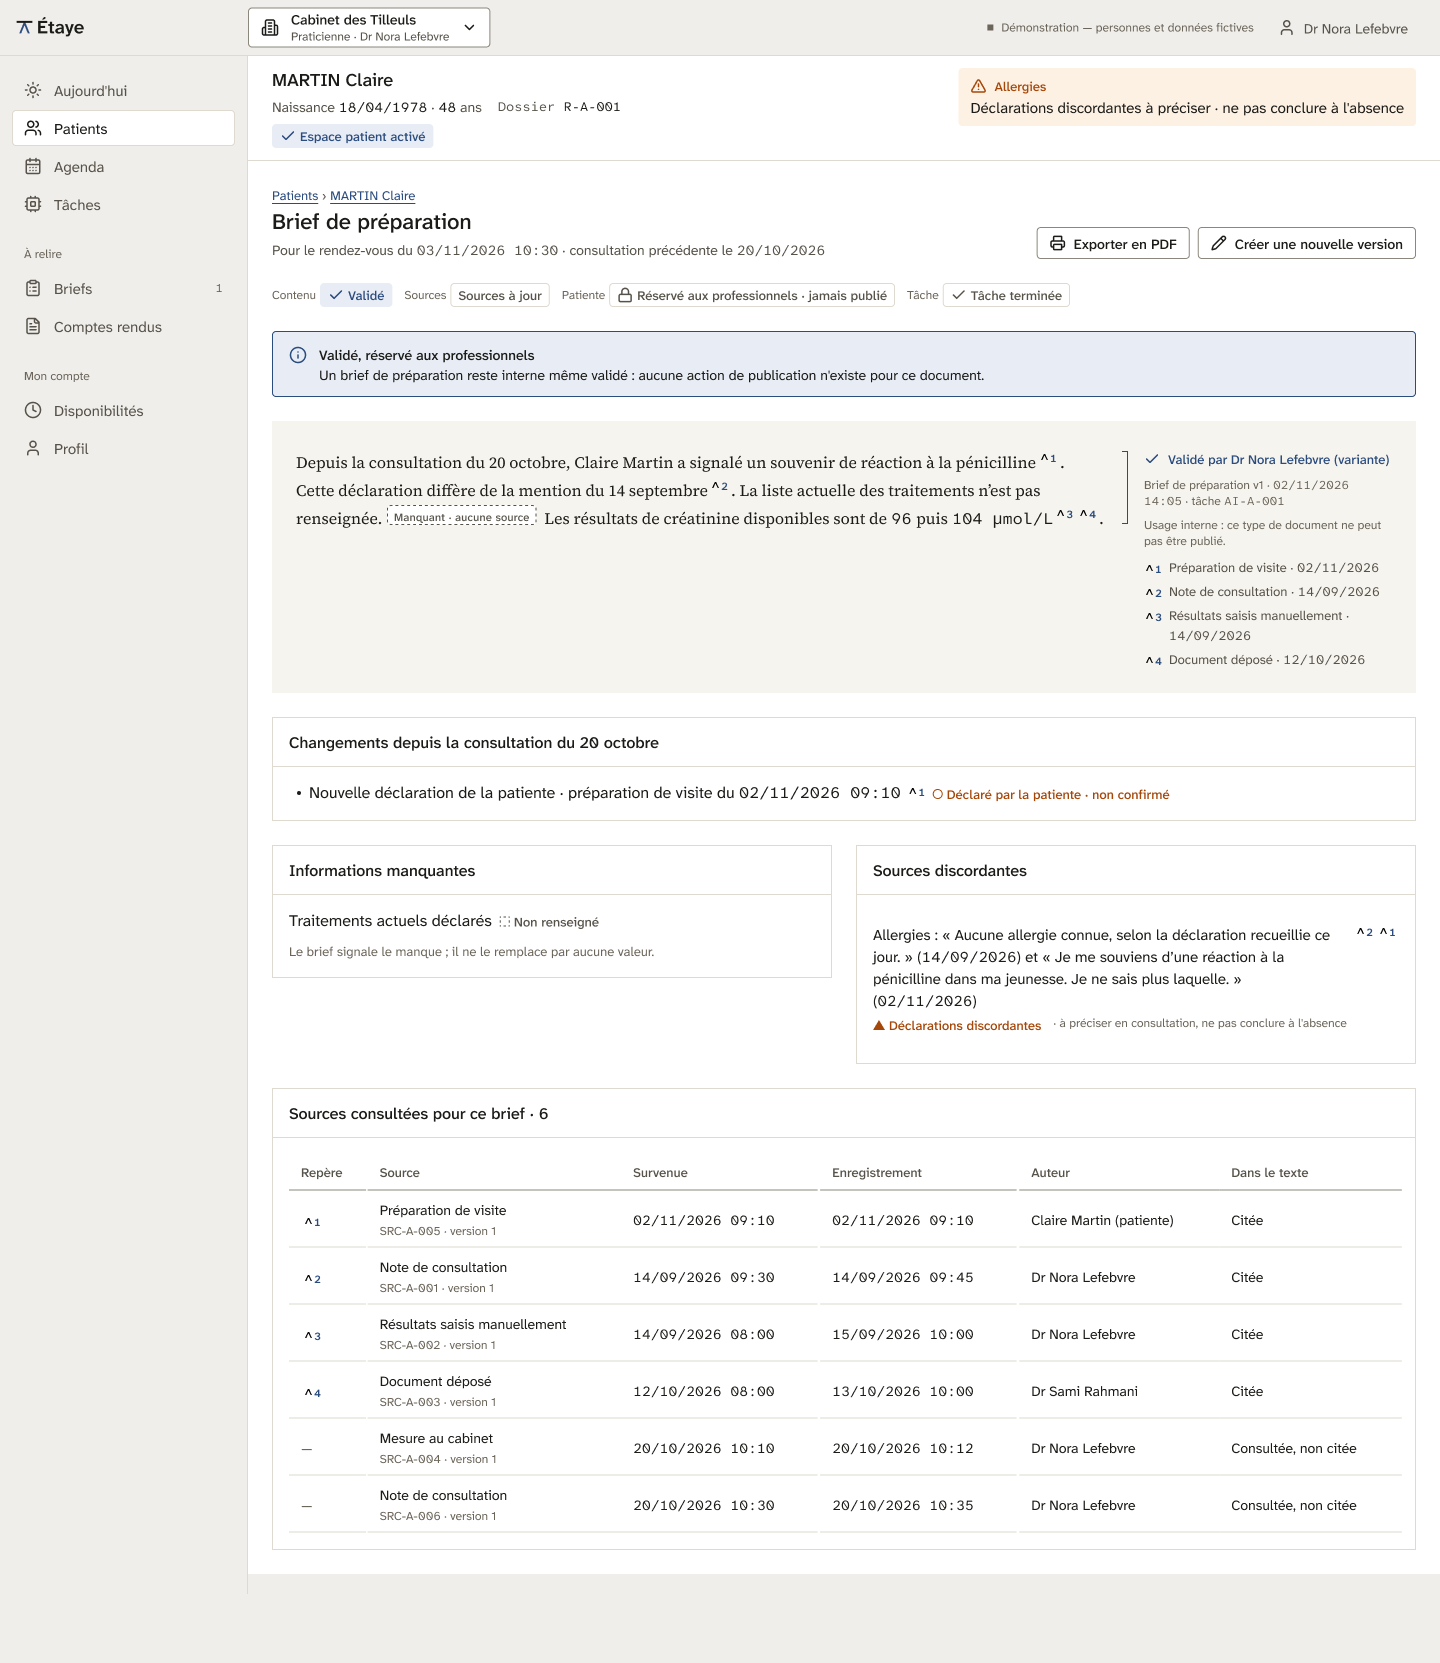 Étaye
Cabinet des Tilleuls
Praticienne · Dr Nora Lefebvre
Démonstration — personnes et données fictives
Dr Nora Lefebvre
Aujourd'hui
Patients
Agenda
Tâches
À relire
Briefs 1
Comptes rendus
Mon compte
Disponibilités
Profil
MARTIN Claire
Naissance 18/04/1978 · 48 ans Dossier R-A-001
Espace patient activé
Allergies
Déclarations discordantes à préciser · ne pas conclure à l'absence
Patients › MARTIN Claire
Brief de préparation
Pour le rendez-vous du 03/11/2026 10:30 · consultation précédente le 20/10/2026
Exporter en PDF
Créer une nouvelle version
Contenu Validé Sources Sources à jour Patiente Réservé aux professionnels · jamais publié Tâche Tâche terminée
Validé, réservé aux professionnels
Un brief de préparation reste interne même validé : aucune action de publication n'existe pour ce document.
Depuis la consultation du 20 octobre, Claire Martin a signalé un souvenir de réaction à la pénicilline ^1 .
Cette déclaration diffère de la mention du 14 septembre ^2 . La liste actuelle des traitements n’est pas
renseignée. Manquant · aucune source Les résultats de créatinine disponibles sont de 96 puis 104 µmol/L ^3 ^4 .
Validé par Dr Nora Lefebvre (variante)
Brief de préparation v1 · 02/11/2026
14:05 · tâche AI-A-001
Usage interne : ce type de document ne peut
pas être publié.
^1 Préparation de visite · 02/11/2026
^2 Note de consultation · 14/09/2026
^3 Résultats saisis manuellement ·
14/09/2026
^4 Document déposé · 12/10/2026
Changements depuis la consultation du 20 octobre
• Nouvelle déclaration de la patiente · préparation de visite du 02/11/2026 09:10 ^1 Déclaré par la patiente · non confirmé
Informations manquantes
Traitements actuels déclarés Non renseigné
Le brief signale le manque ; il ne le remplace par aucune valeur.
Sources discordantes
Allergies : « Aucune allergie connue, selon la déclaration recueillie ce ^2 ^1
jour. » (14/09/2026) et « Je me souviens d’une réaction à la
pénicilline dans ma jeunesse. Je ne sais plus laquelle. »
(02/11/2026)
Déclarations discordantes · à préciser en consultation, ne pas conclure à l'absence
Sources consultées pour ce brief · 6
Repère Source Survenue Enregistrement Auteur Dans le texte
^1 Préparation de visite 02/11/2026 09:10 02/11/2026 09:10 Claire Martin (patiente) Citée
SRC-A-005 · version 1
^2 Note de consultation 14/09/2026 09:30 14/09/2026 09:45 Dr Nora Lefebvre Citée
SRC-A-001 · version 1
^3 Résultats saisis manuellement 14/09/2026 08:00 15/09/2026 10:00 Dr Nora Lefebvre Citée
SRC-A-002 · version 1
^4 Document déposé 12/10/2026 08:00 13/10/2026 10:00 Dr Sami Rahmani Citée
SRC-A-003 · version 1
— Mesure au cabinet 20/10/2026 10:10 20/10/2026 10:12 Dr Nora Lefebvre Consultée, non citée
SRC-A-004 · version 1
— Note de consultation 20/10/2026 10:30 20/10/2026 10:35 Dr Nora Lefebvre Consultée, non citée
SRC-A-006 · version 1